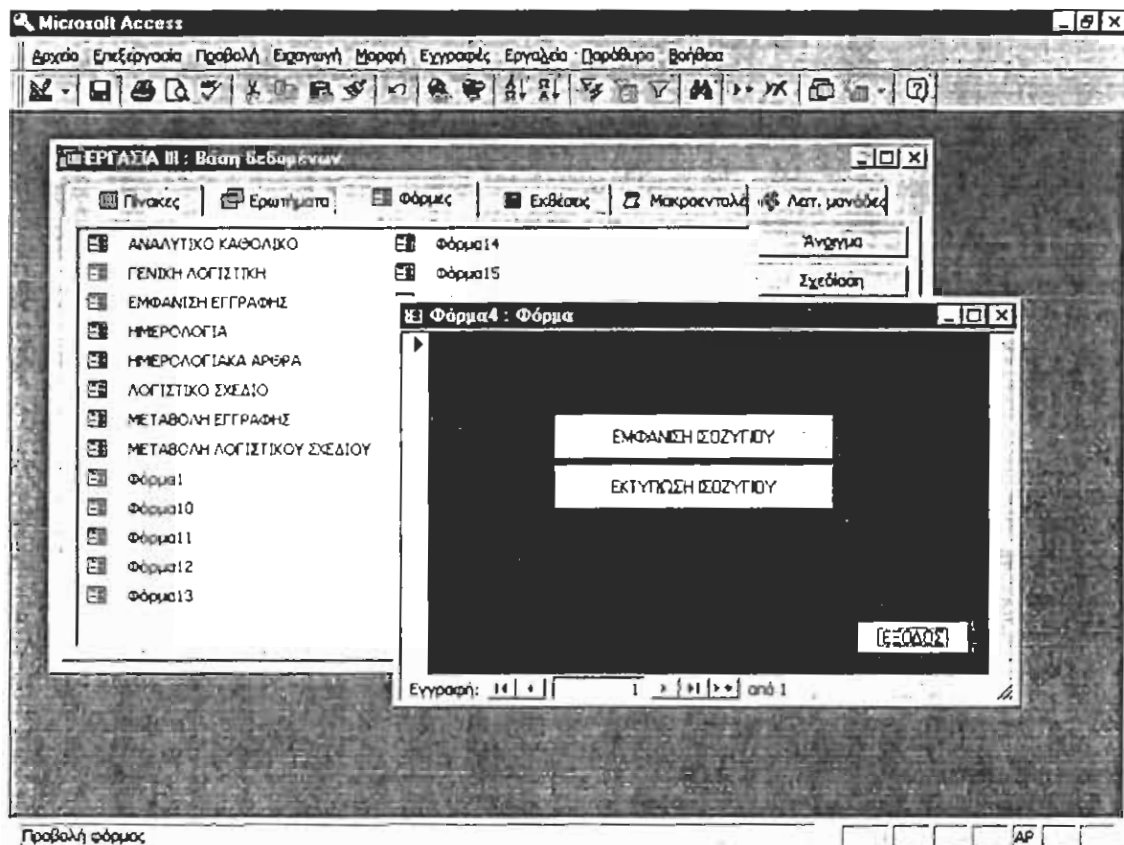 Microsoft Access
Αρχείο Επεξεργασία Προβολή Εισαγωγή Μορφή Εγγραφές Εργαλεία Παράθυρο Βοήθεια
ΕΡΓΑΣΙΑ III : Βάση δεδομένων
Πίνακες Ερωτήματα Φόρμες Εκθέσεις Μακροεντολέ Λειτ. μονάδες
ΑΝΑΛΥΤΙΚΟ ΚΑΘΟΛΙΚΟ Φόρμα14 Άνοιγμα
ΓΕΝΙΚΗ ΛΟΓΙΣΤΙΚΗ Φόρμα15 Σχεδίαση
ΕΜΦΑΝΙΣΗ ΕΓΓΡΑΦΗΣ
ΗΜΕΡΟΛΟΓΙΑ
ΗΜΕΡΟΛΟΓΙΑΚΑ ΑΡΘΡΑ
ΛΟΓΙΣΤΙΚΟ ΣΧΕΔΙΟ
ΜΕΤΑΒΟΛΗ ΕΓΓΡΑΦΗΣ
ΜΕΤΑΒΟΛΗ ΛΟΓΙΣΤΙΚΟΥ ΣΧΕΔΙΟΥ
Φόρμα1
Φόρμα10
Φόρμα11
Φόρμα12
Φόρμα13
Φόρμα4 : Φόρμα
ΕΜΦΑΝΙΣΗ ΙΣΟΖΥΓΙΟΥ
ΕΚΤΥΠΩΣΗ ΙΣΟΖΥΓΙΟΥ
ΕΞΟΔΟΣ
Εγγραφή: 1 από 1
Προβολή φόρμας AP